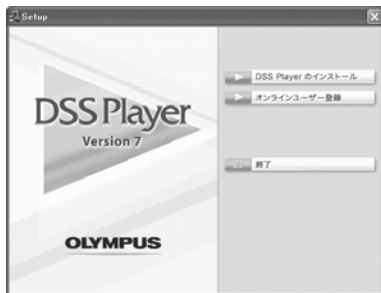 Setup
DSS Player のインストール
オンラインユーザー登録
DSS Player
Version 7
終了
OLYMPUS